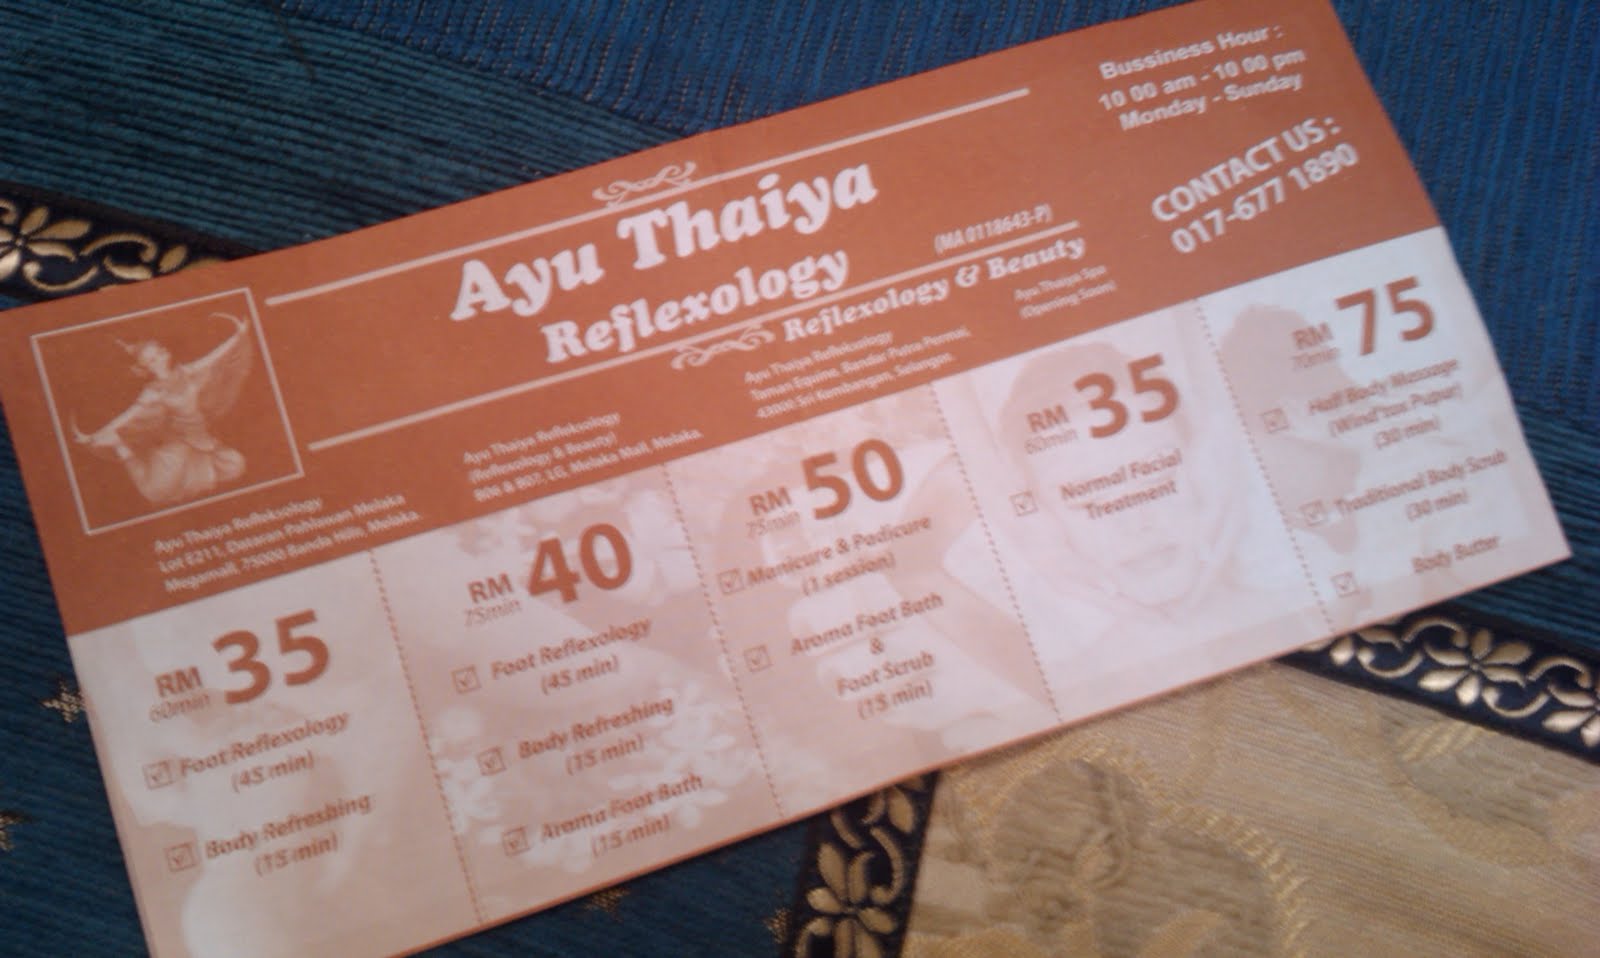 Bussiness Hour :
10 00 am - 10 00 pm
Monday - Sunday
CONTACT US :
017-677 1890
Ayu Thaiya
Reflexology
(MA 0118643-P)
Reflexology & Beauty
Ayu Thaiya Refleksology
Lot E211, Dataran Pahlawan Melaka
Megamall, 75000 Banda Hilir, Melaka.
Ayu Thaiya Refleksology
(Reflexology & Beauty)
B06 & B07, LG, Melaka Mall, Melaka.
Ayu Thaiya Refleksology
Taman Equine, Bandar Putra Permai,
43000 Sri Kembangan, Selangor.
Ayu Thaiya Spa
(Opening Soon)
RM 35
60min
Foot Reflexology
(45 min)
Body Refreshing
(15 min)
RM 40
75min
Foot Reflexology
(45 min)
Body Refreshing
(15 min)
Aroma Foot Bath
(15 min)
RM 50
75min
Manicure & Padicure
(1 session)
Aroma Foot Bath
&
Foot Scrub
(15 min)
RM 35
60min
Normal Facial
Treatment
RM 75
70min
Half Body Massage
(30 min)
Traditional Body Scrub
(30 min)
Body Butter